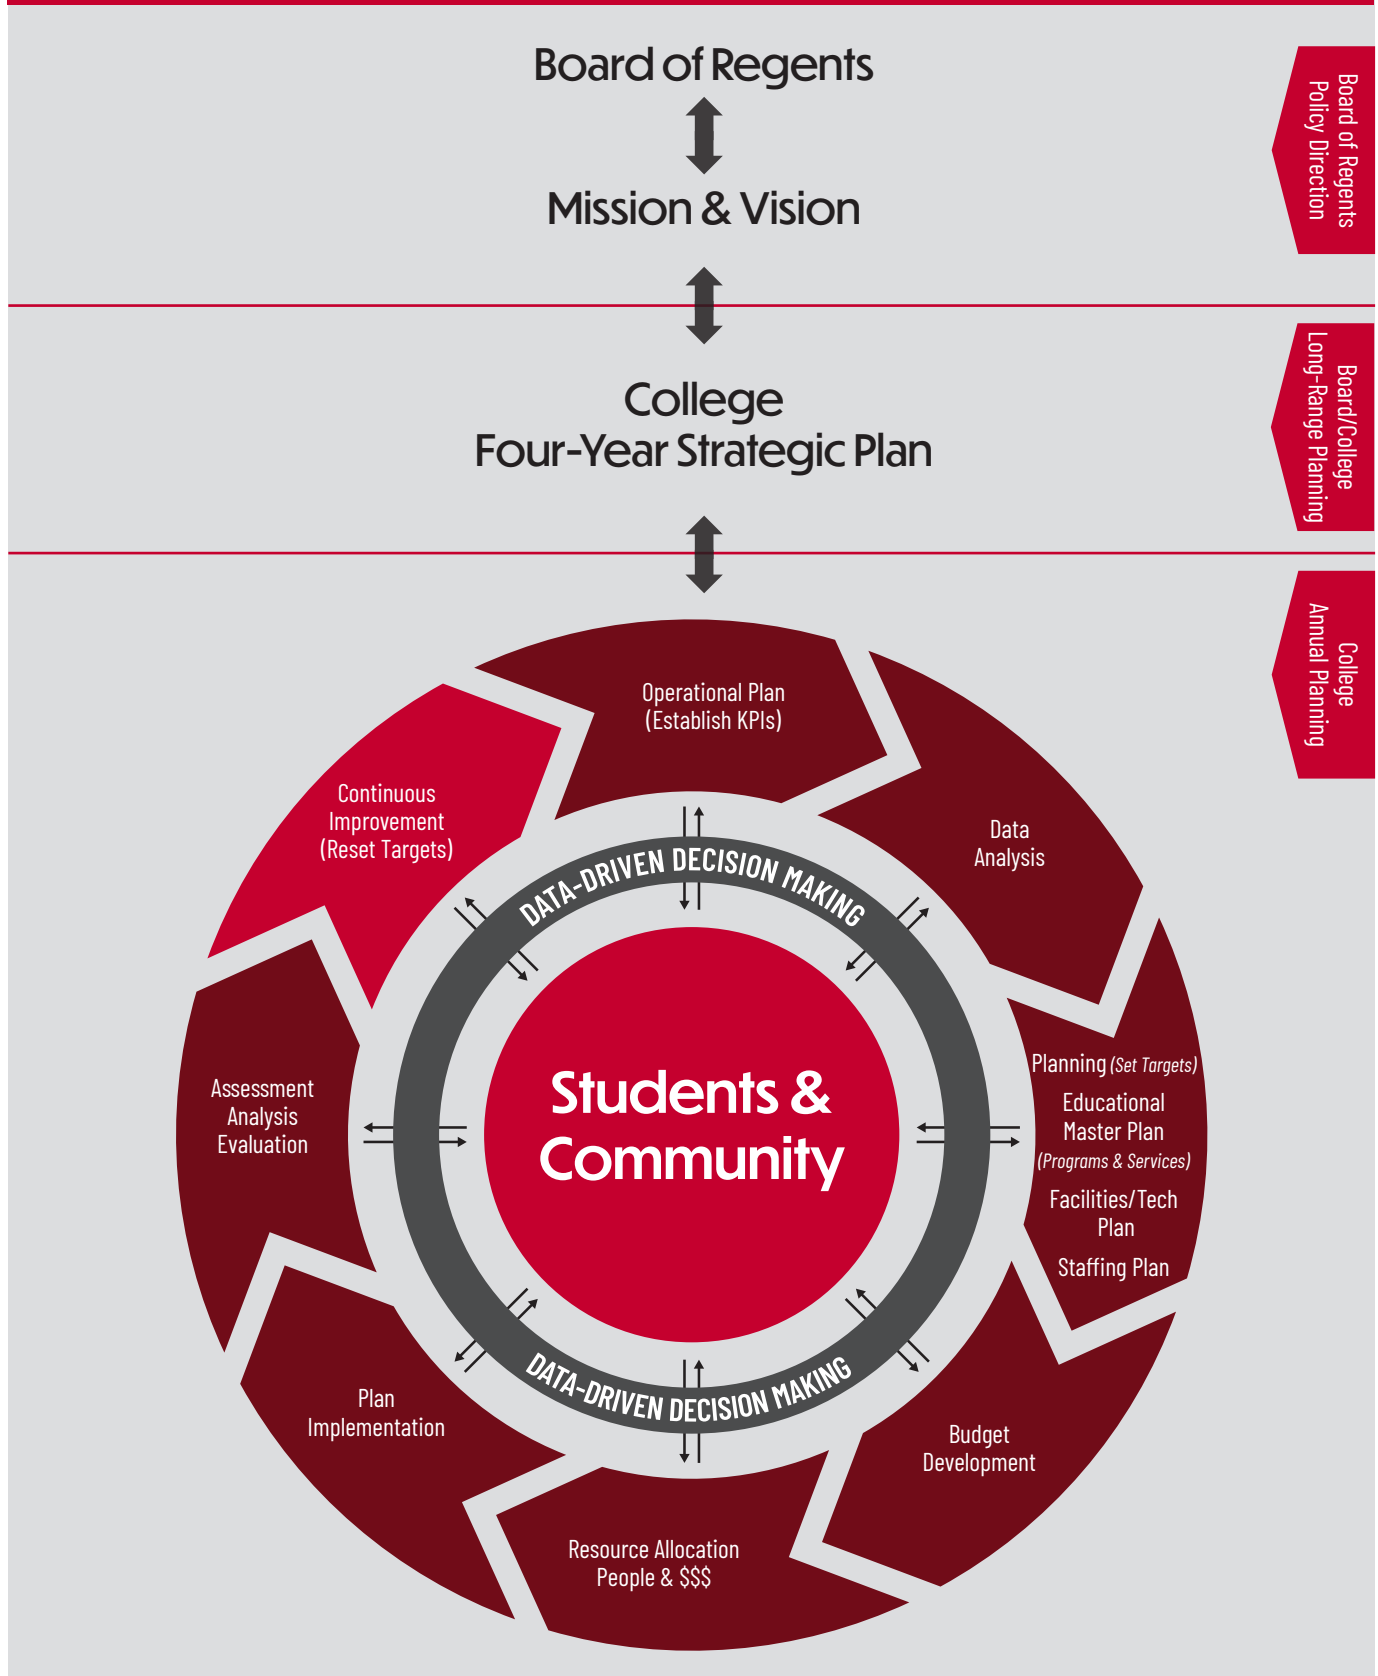 Board of Regents
Mission & Vision
Board of Regents
Policy Direction
College
Four-Year Strategic Plan
Board/College
Long-Range Planning
College
Annual Planning
Operational Plan
(Establish KPIs)
Data
Analysis
Planning (Set Targets)
Educational
Master Plan
(Programs & Services)
Facilities/Tech
Plan
Staffing Plan
Budget
Development
Resource Allocation
People & $$$
Plan
Implementation
Assessment
Analysis
Evaluation
Continuous
Improvement
(Reset Targets)
DATA-DRIVEN DECISION MAKING
Students &
Community
DATA-DRIVEN DECISION MAKING